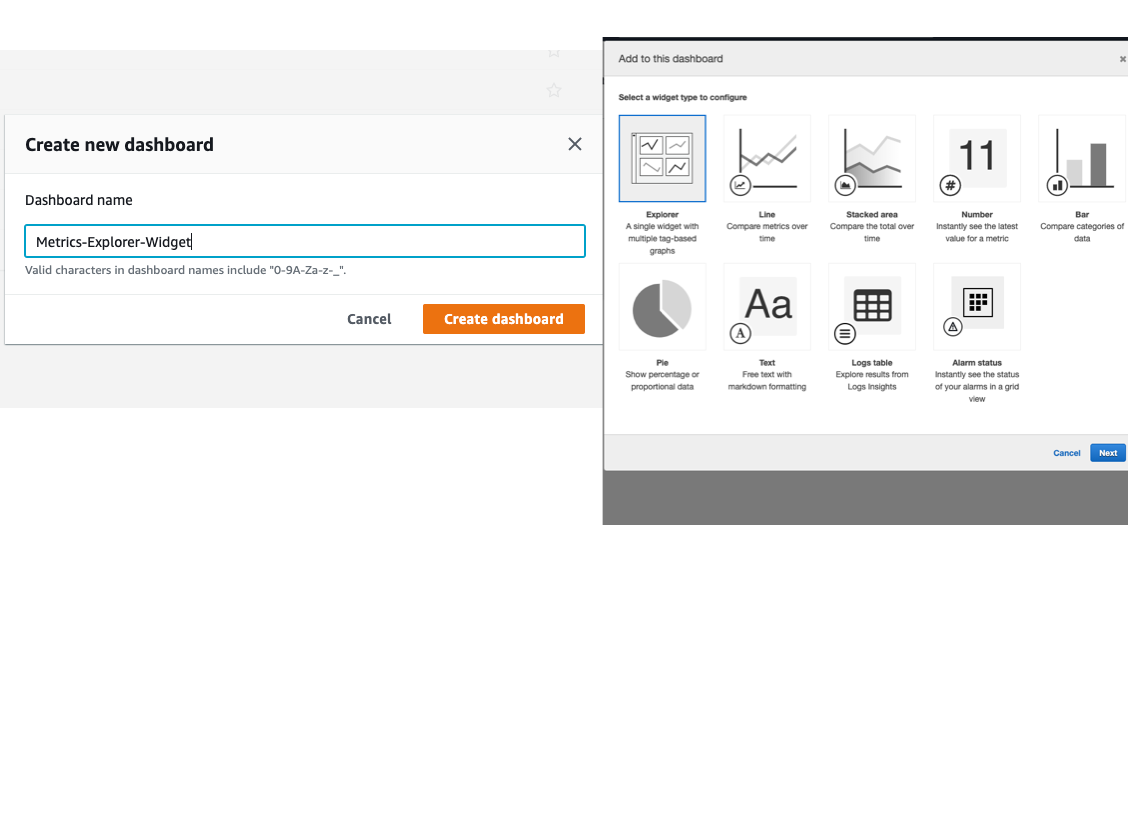 Create new dashboard
Dashboard name
Metrics-Explorer-Widget
Valid characters in dashboard names include "0-9A-Za-z-_".
Cancel
Create dashboard
Add to this dashboard
Select a widget type to configure
Explorer
A single widget with
multiple tag-based
graphs
Line
Compare metrics over
time
Stacked area
Compare the total over
time
11
#
Number
Instantly see the latest
value for a metric
Bar
Compare categories of
data
Pie
Show percentage or
proportional data
Aa
A
Text
Free text with
markdown formatting
Logs table
Explore results from
Logs Insights
Alarm status
Instantly see the status
of your alarms in a grid
view
Cancel
Next